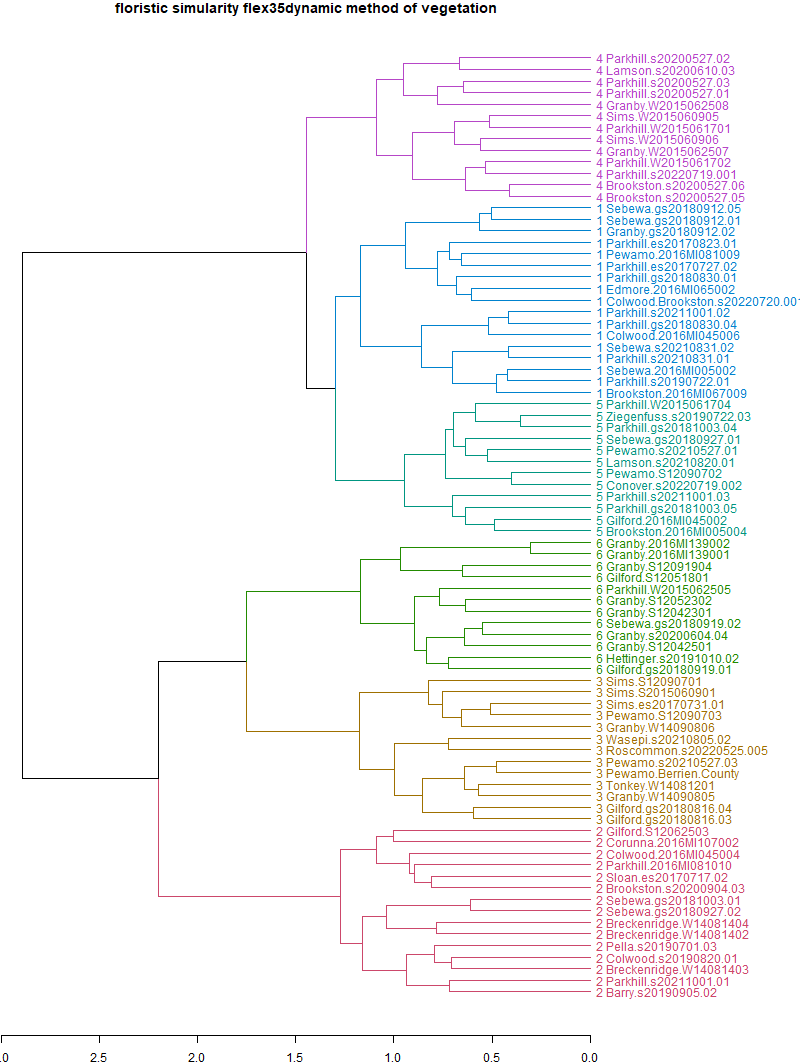 floristic simularity flex35dynamic method of vegetation
4 Parkhill.s20200527.02
4 Lamson.s20200610.03
4 Parkhill.s20200527.03
4 Parkhill.s20200527.01
4 Granby.W2015062508
4 Sims.W2015060905
4 Parkhill.W2015061701
4 Sims.W2015060906
4 Granby.W2015062507
4 Parkhill.W2015061702
4 Parkhill.s20220719.001
4 Brookston.s20200527.06
4 Brookston.s20200527.05
1 Sebewa.gs20180912.05
1 Sebewa.gs20180912.01
1 Granby.gs20180912.02
1 Parkhill.es20170823.01
1 Pewamo.2016MI081009
1 Parkhill.es20170727.02
1 Parkhill.gs20180830.01
1 Edmore.2016MI065002
1 Colwood.Brookston.s20220720.001
1 Parkhill.s20211001.02
1 Parkhill.gs20180830.04
1 Colwood.2016MI045006
1 Sebewa.s20210831.02
1 Parkhill.s20210831.01
1 Sebewa.2016MI005002
1 Parkhill.s20190722.01
1 Brookston.2016MI067009
5 Parkhill.W2015061704
5 Ziegenfuss.s20190722.03
5 Parkhill.gs20181003.04
5 Sebewa.gs20180927.01
5 Pewamo.s20210527.01
5 Lamson.s20210820.01
5 Pewamo.S12090702
5 Conover.s20220719.002
5 Parkhill.s20211001.03
5 Parkhill.gs20181003.05
5 Gilford.2016MI045002
5 Brookston.2016MI005004
6 Granby.2016MI139002
6 Granby.2016MI139001
6 Granby.S12091904
6 Gilford.S12051801
6 Parkhill.W2015062505
6 Granby.S12052302
6 Granby.S12042301
6 Sebewa.gs20180919.02
6 Granby.s20200604.04
6 Granby.S12042501
6 Hettinger.s20191010.02
6 Gilford.gs20180919.01
3 Sims.S12090701
3 Sims.S2015060901
3 Sims.es20170731.01
3 Pewamo.S12090703
3 Granby.W14090806
3 Wasepi.s20210805.02
3 Roscommon.s20220525.005
3 Pewamo.s20210527.03
3 Pewamo.Berrien.County
3 Tonkey.W14081201
3 Granby.W14090805
3 Gilford.gs20180816.04
3 Gilford.gs20180816.03
2 Gilford.S12062503
2 Corunna.2016MI107002
2 Colwood.2016MI045004
2 Parkhill.2016MI081010
2 Sloan.es20170717.02
2 Brookston.s20200904.03
2 Sebewa.gs20181003.01
2 Sebewa.gs20180927.02
2 Breckenridge.W14081404
2 Breckenridge.W14081402
2 Pella.s20190701.03
2 Colwood.s20190820.01
2 Breckenridge.W14081403
2 Parkhill.s20211001.01
2 Barry.s20190905.02
.0 2.5 2.0 1.5 1.0 0.5 0.0